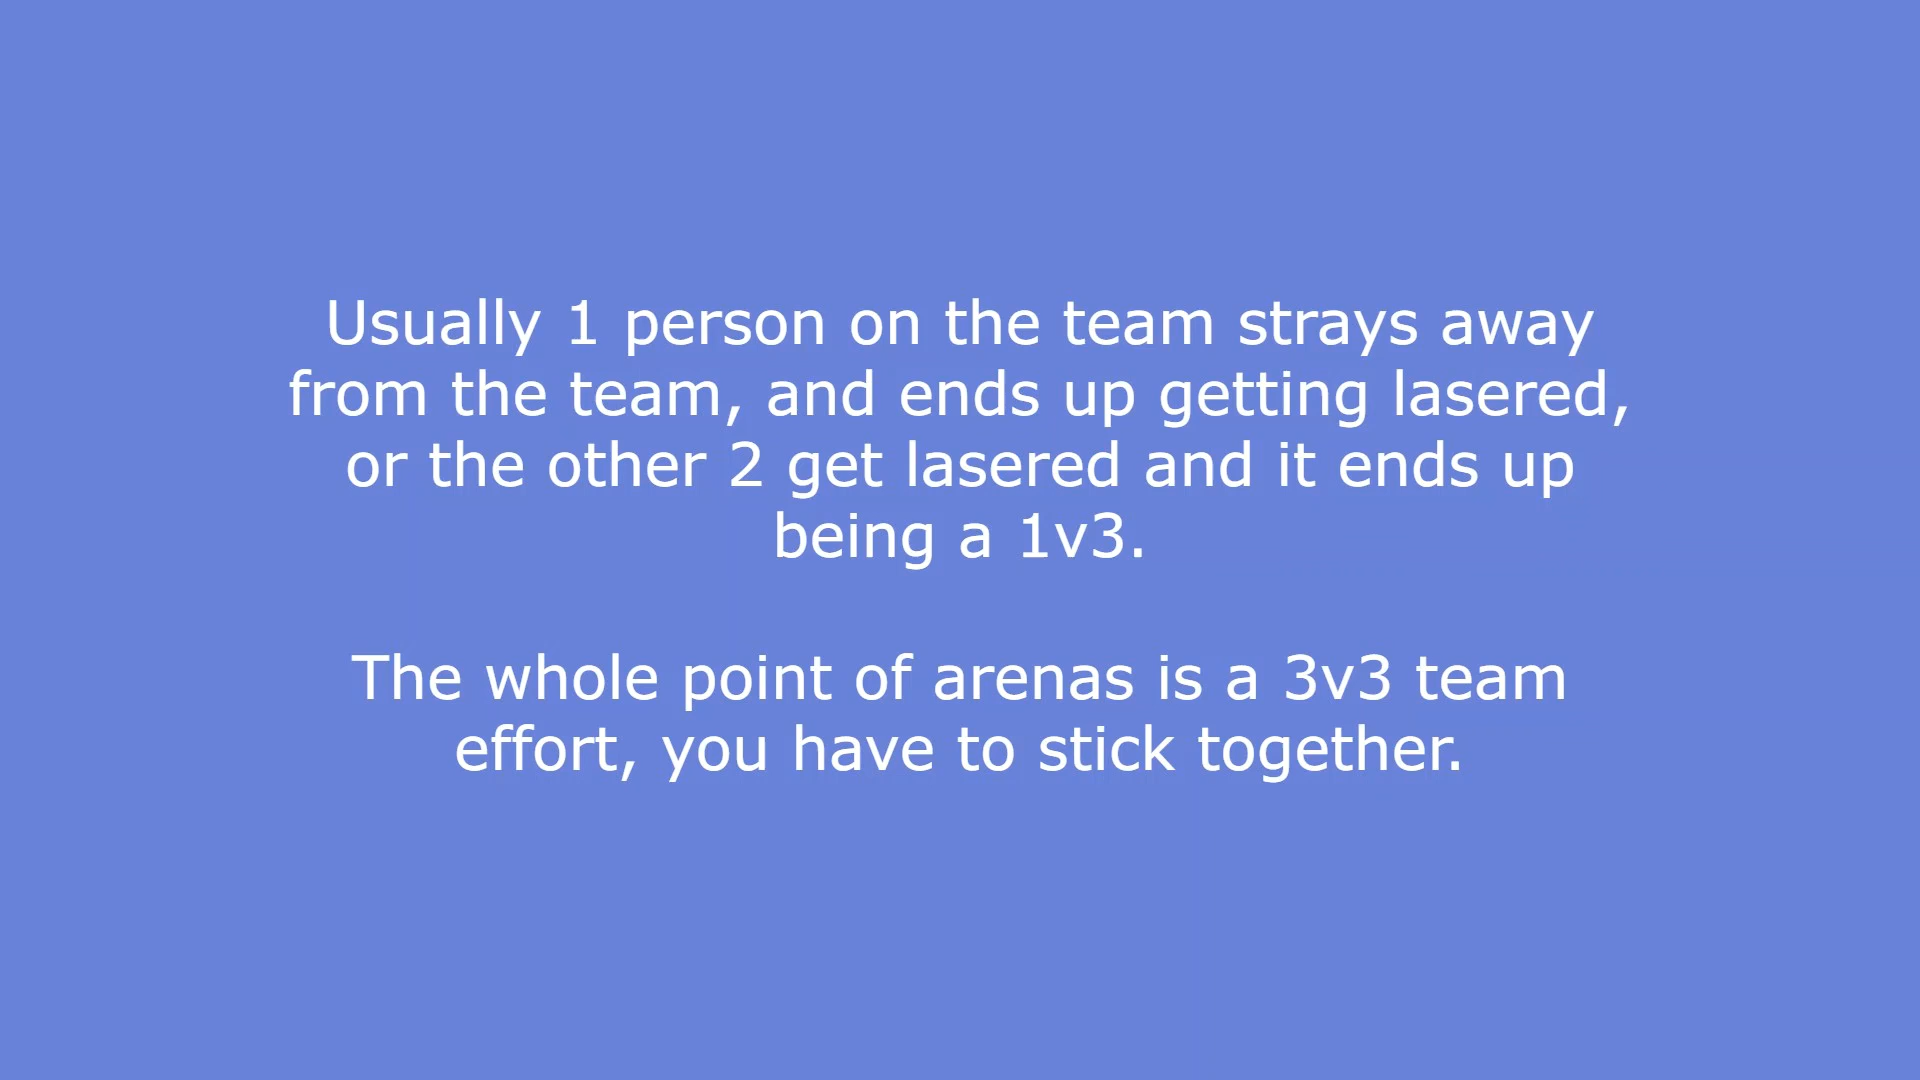 Usually 1 person on the team strays away
from the team, and ends up getting lasered,
or the other 2 get lasered and it ends up
being a 1v3.
The whole point of arenas is a 3v3 team
effort, you have to stick together.